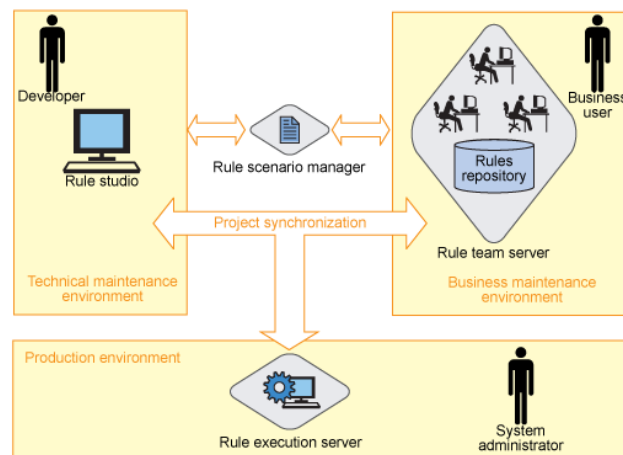 Developer
Rule studio
Technical maintenance
environment
Rule scenario manager
Project synchronization
Business
user
Rules
repository
Rule team server
Business maintenance
environment
Production environment
Rule execution server
System
administrator